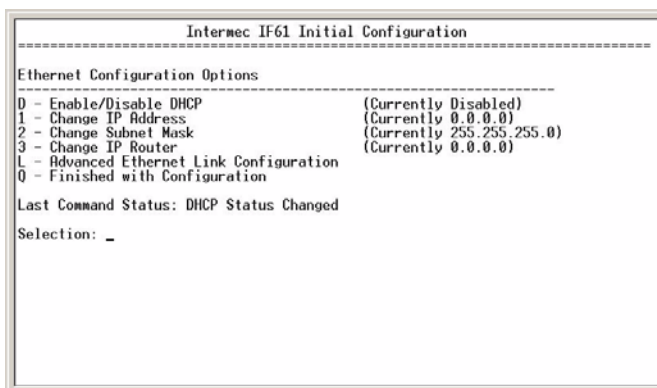 Intermec IF61 Initial Configuration
===============================================================================
Ethernet Configuration Options
-------------------------------------------------------------------
D - Enable/Disable DHCP (Currently Disabled)
1 - Change IP Address (Currently 0.0.0.0)
2 - Change Subnet Mask (Currently 255.255.255.0)
3 - Change IP Router (Currently 0.0.0.0)
L - Advanced Ethernet Link Configuration
Q - Finished with Configuration
Last Command Status: DHCP Status Changed
Selection: _